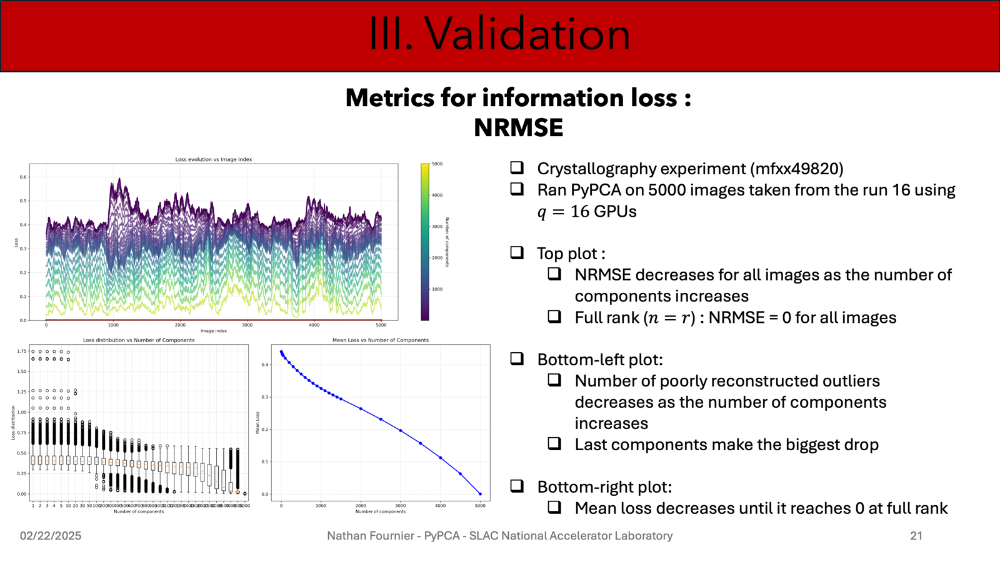 III. Validation
Metrics for information loss :
NRMSE
Loss evolution vs Image index
Loss
0.6
0.5
0.4
0.3
0.2
0.1
0.0
0
1000
2000
3000
4000
5000
Image index
5000
4000
3000
2000
1000
Number of components
Loss distribution vs Number of Components
Loss distribution
1.75
1.50
1.25
1.00
0.75
0.50
0.25
0.00
1 2 3 4 5 10 20 30 50
Number of components
Mean Loss vs Number of Components
Mean Loss
0.4
0.3
0.2
0.1
0.0
0
1000
2000
3000
4000
5000
Number of components
❑ Crystallography experiment (mfxx49820)
❑ Ran PyPCA on 5000 images taken from the run 16 using
q = 16 GPUs
❑ Top plot :
❑ NRMSE decreases for all images as the number of
components increases
❑ Full rank (n = r) : NRMSE = 0 for all images
❑ Bottom-left plot:
❑ Number of poorly reconstructed outliers
decreases as the number of components
increases
❑ Last components make the biggest drop
❑ Bottom-right plot:
❑ Mean loss decreases until it reaches 0 at full rank
02/22/2025
Nathan Fournier - PyPCA - SLAC National Accelerator Laboratory
21